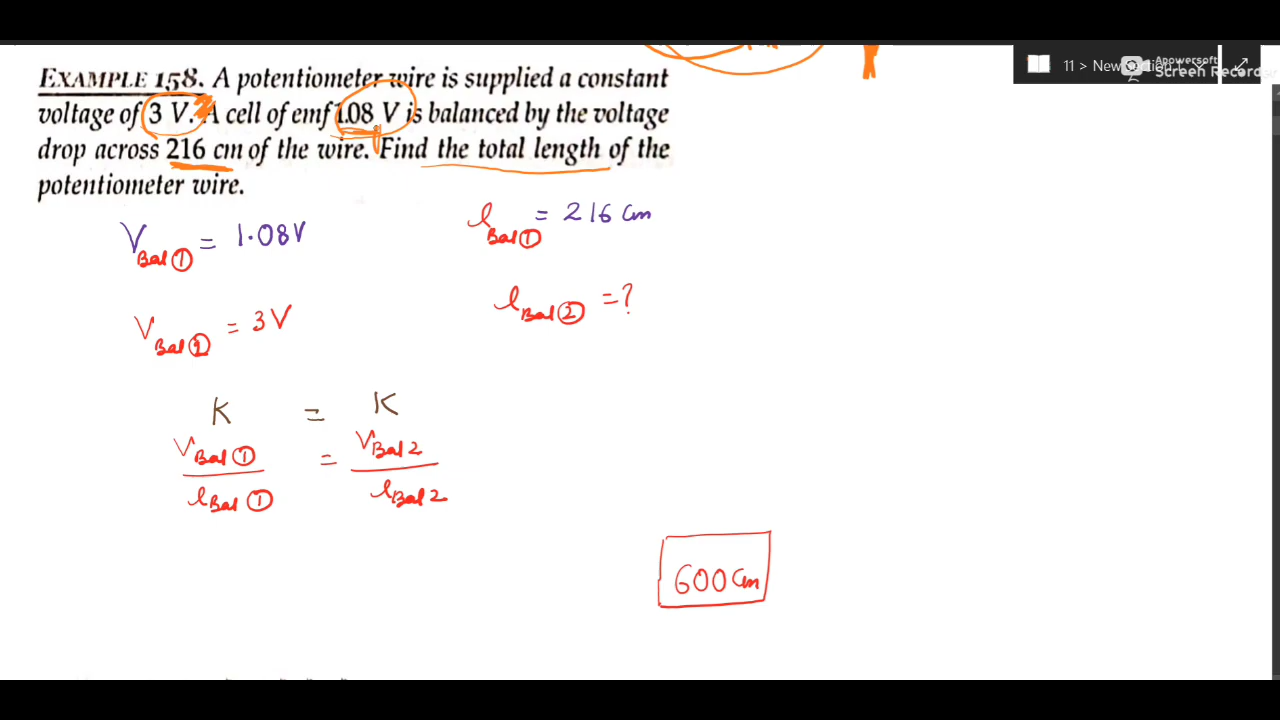 11 > New Section 1
Apowersoft
Screen Recorder
EXAMPLE 158. A potentiometer wire is supplied a constant
voltage of 3 V. A cell of emf 1.08 V is balanced by the voltage
drop across 216 cm of the wire. Find the total length of the
potentiometer wire.
V Bal ① = 1.08V
l Bal ① = 216 cm
V Bal ② = 3V
l Bal ② = ?
K = K
V Bal ① / l Bal ① = V Bal 2 / l Bal 2
600 cm